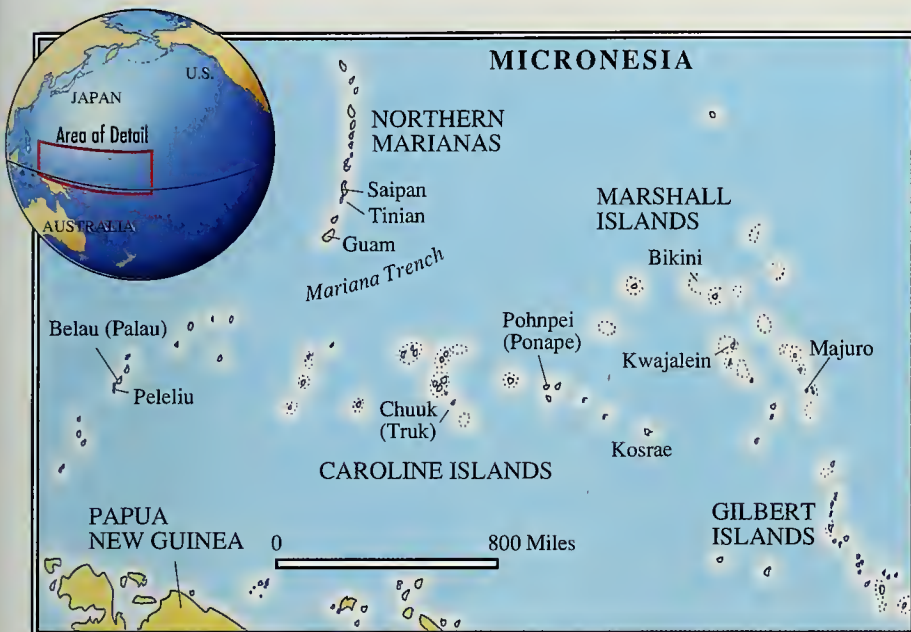 MICRONESIA
U.S.
JAPAN
Area of Detail
AUSTRALIA
NORTHERN
MARIANAS
Saipan
Tinian
Guam
Mariana Trench
MARSHALL
ISLANDS
Bikini
Belau (Palau)
Peleliu
Pohnpei
(Ponape)
Kwajalein
Majuro
Chuuk
(Truk)
Kosrae
CAROLINE ISLANDS
PAPUA
NEW GUINEA
0
800 Miles
GILBERT
ISLANDS